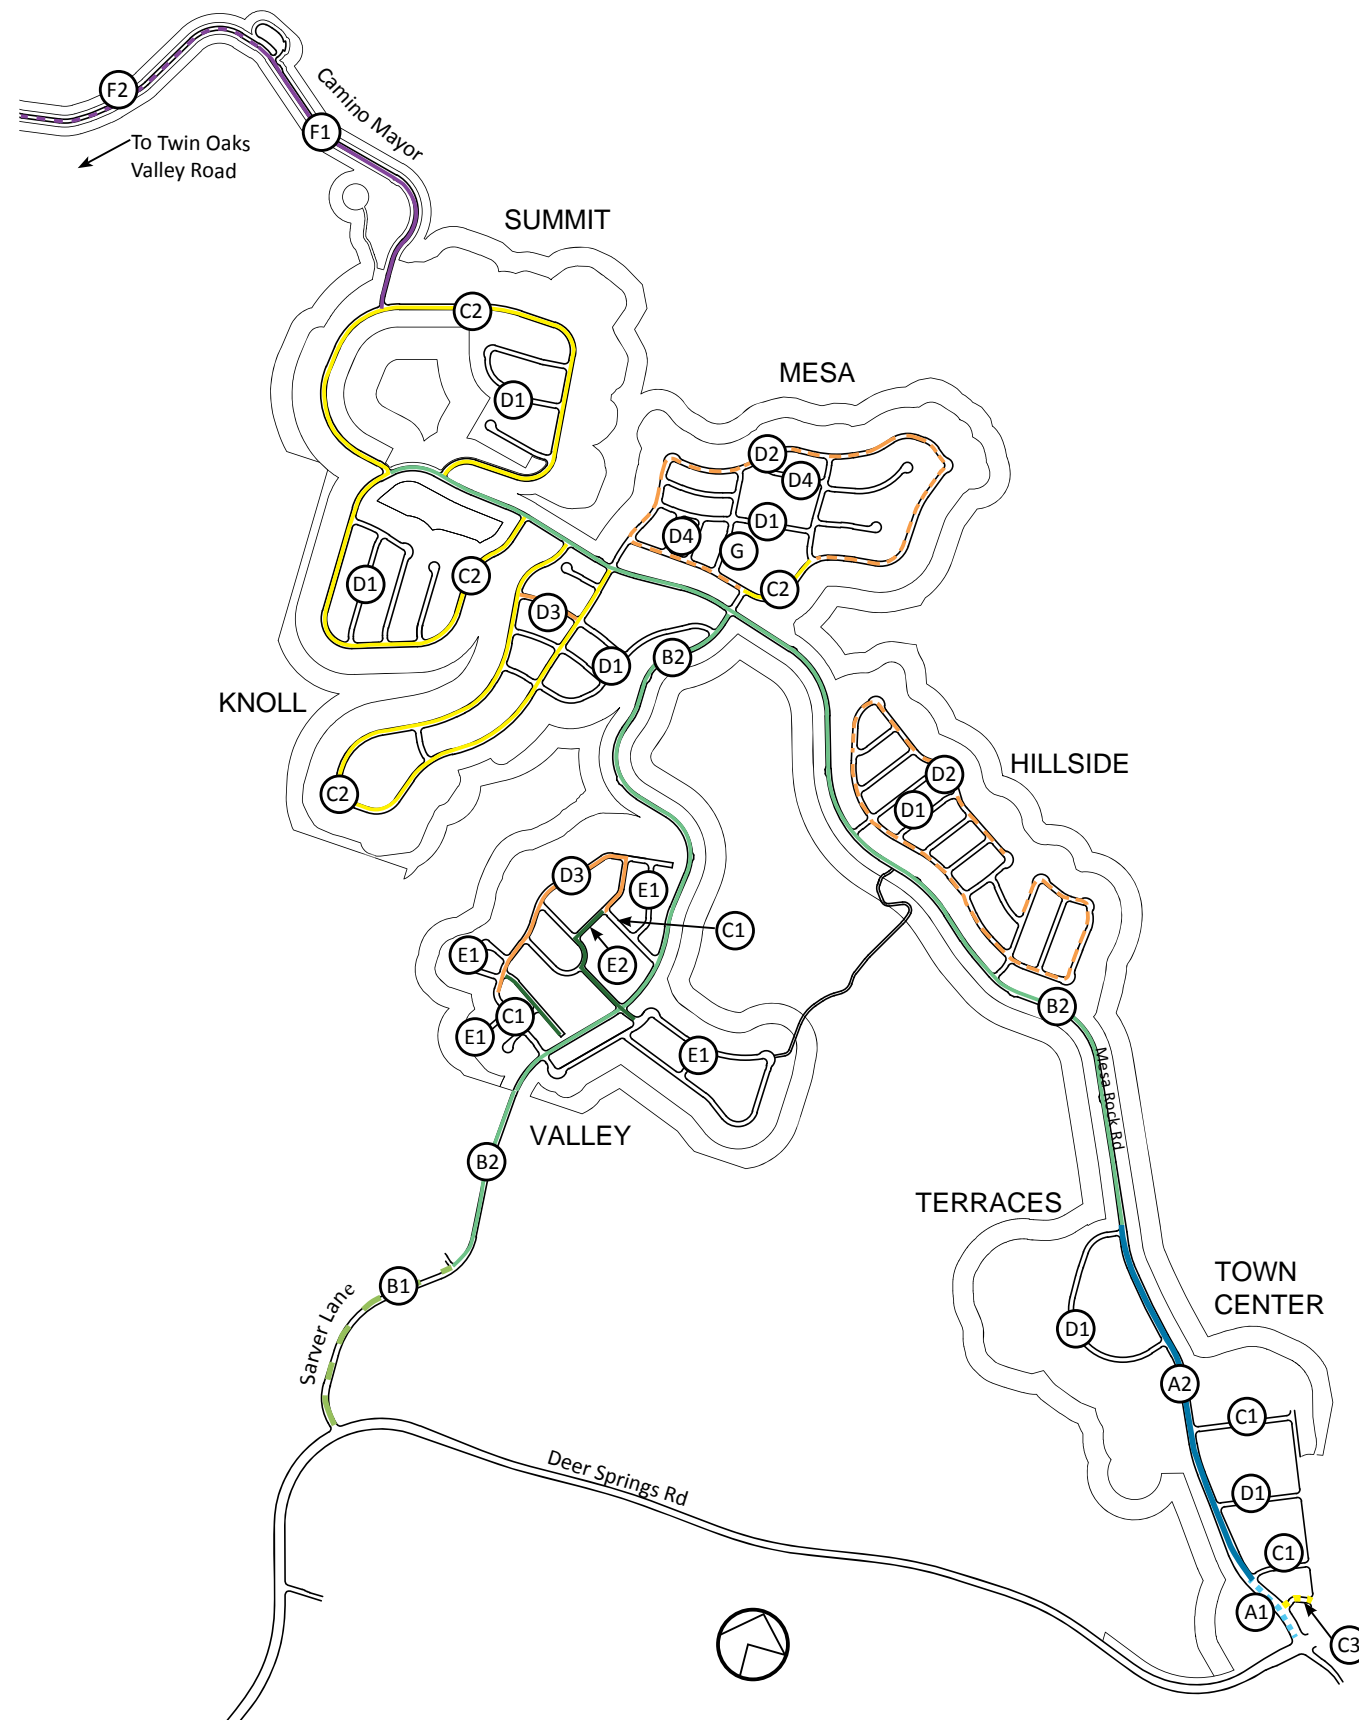 F2
Camino Mayor
F1
To Twin Oaks
Valley Road
SUMMIT
C2
D1
MESA
D2
D4
D1
D4
G
C2
D1
C2
D3
D1
B2
KNOLL
C2
HILLSIDE
D2
D1
D3
E1
C1
E1
E2
C1
E1
E1
B2
Mesa Rock Rd
VALLEY
B2
TERRACES
B1
Sarver Lane
D1
TOWN
CENTER
A2
C1
Deer Springs Rd
D1
C1
A1
C3